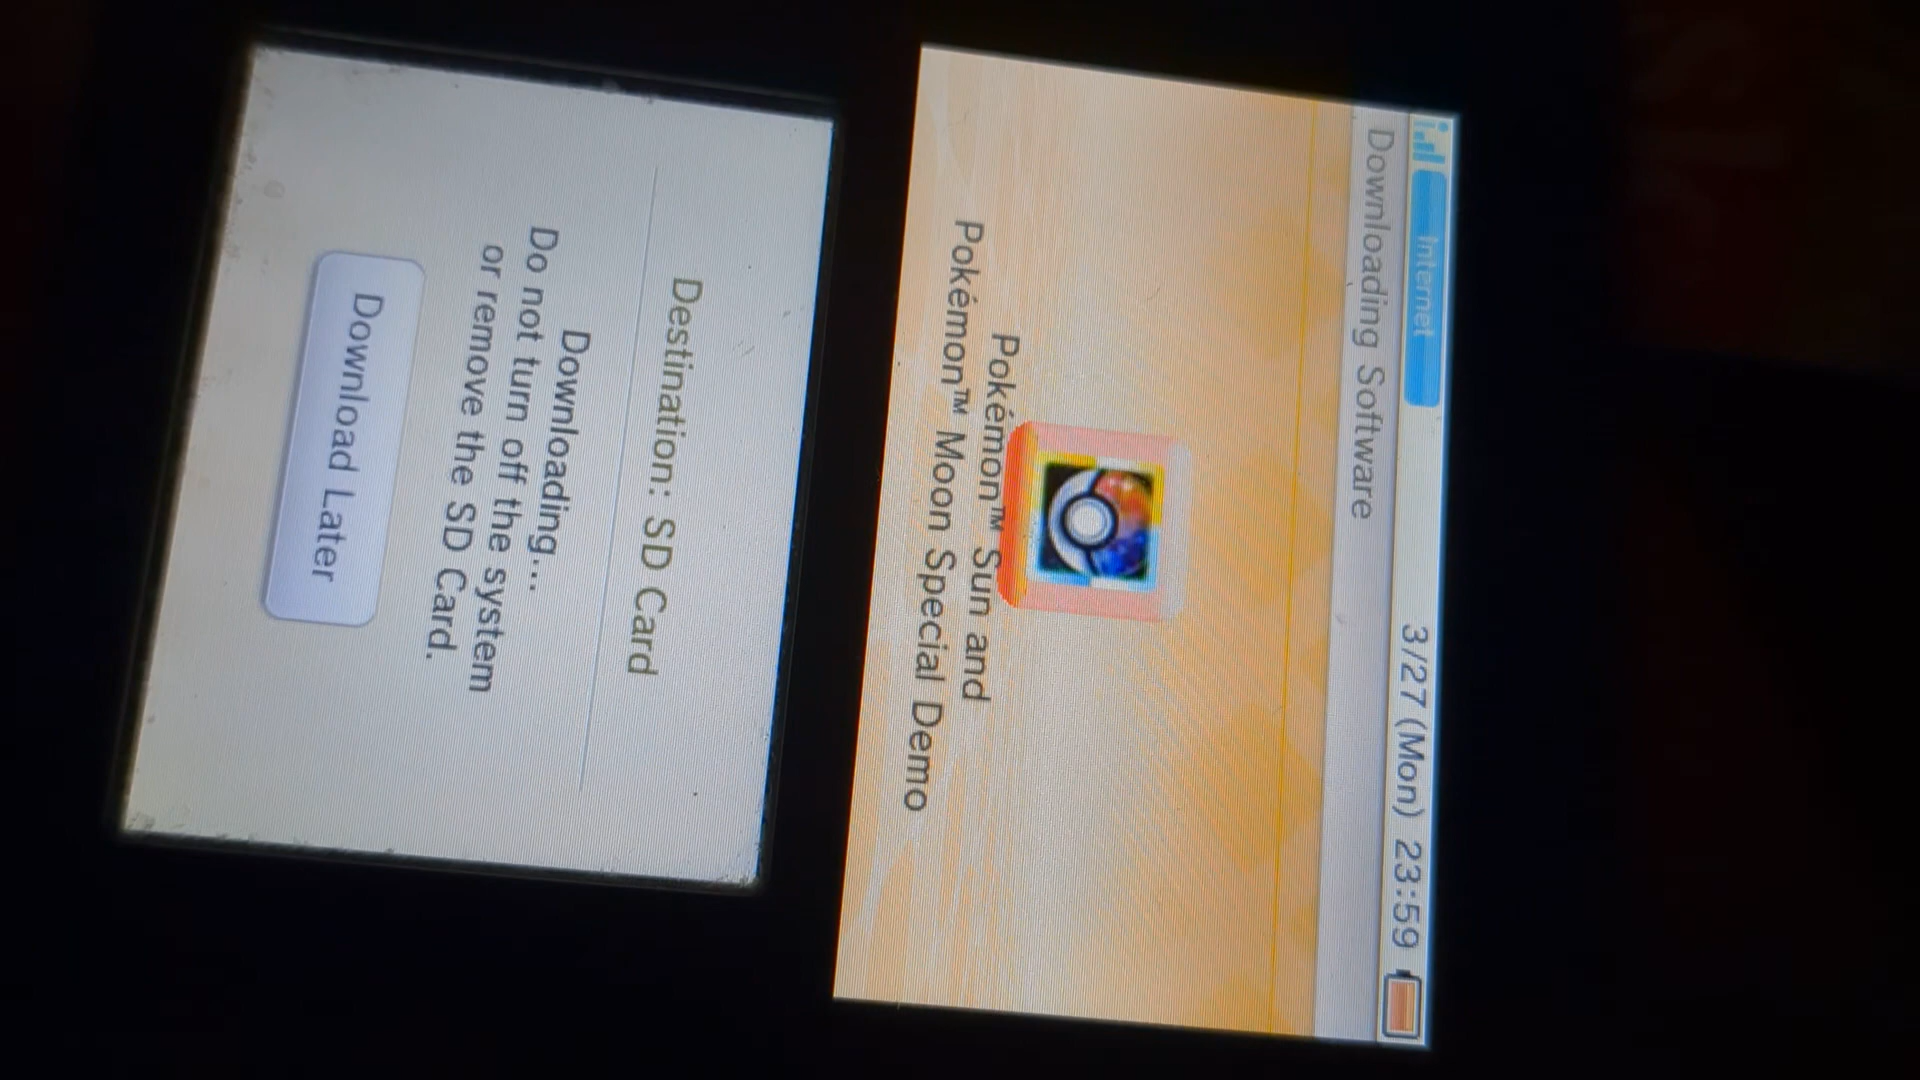 Internet
3/27 (Mon) 23:59
Downloading Software
Pokémon™ Sun and
Pokémon™ Moon Special Demo
Destination: SD Card
Downloading...
Do not turn off the system
or remove the SD Card.
Download Later